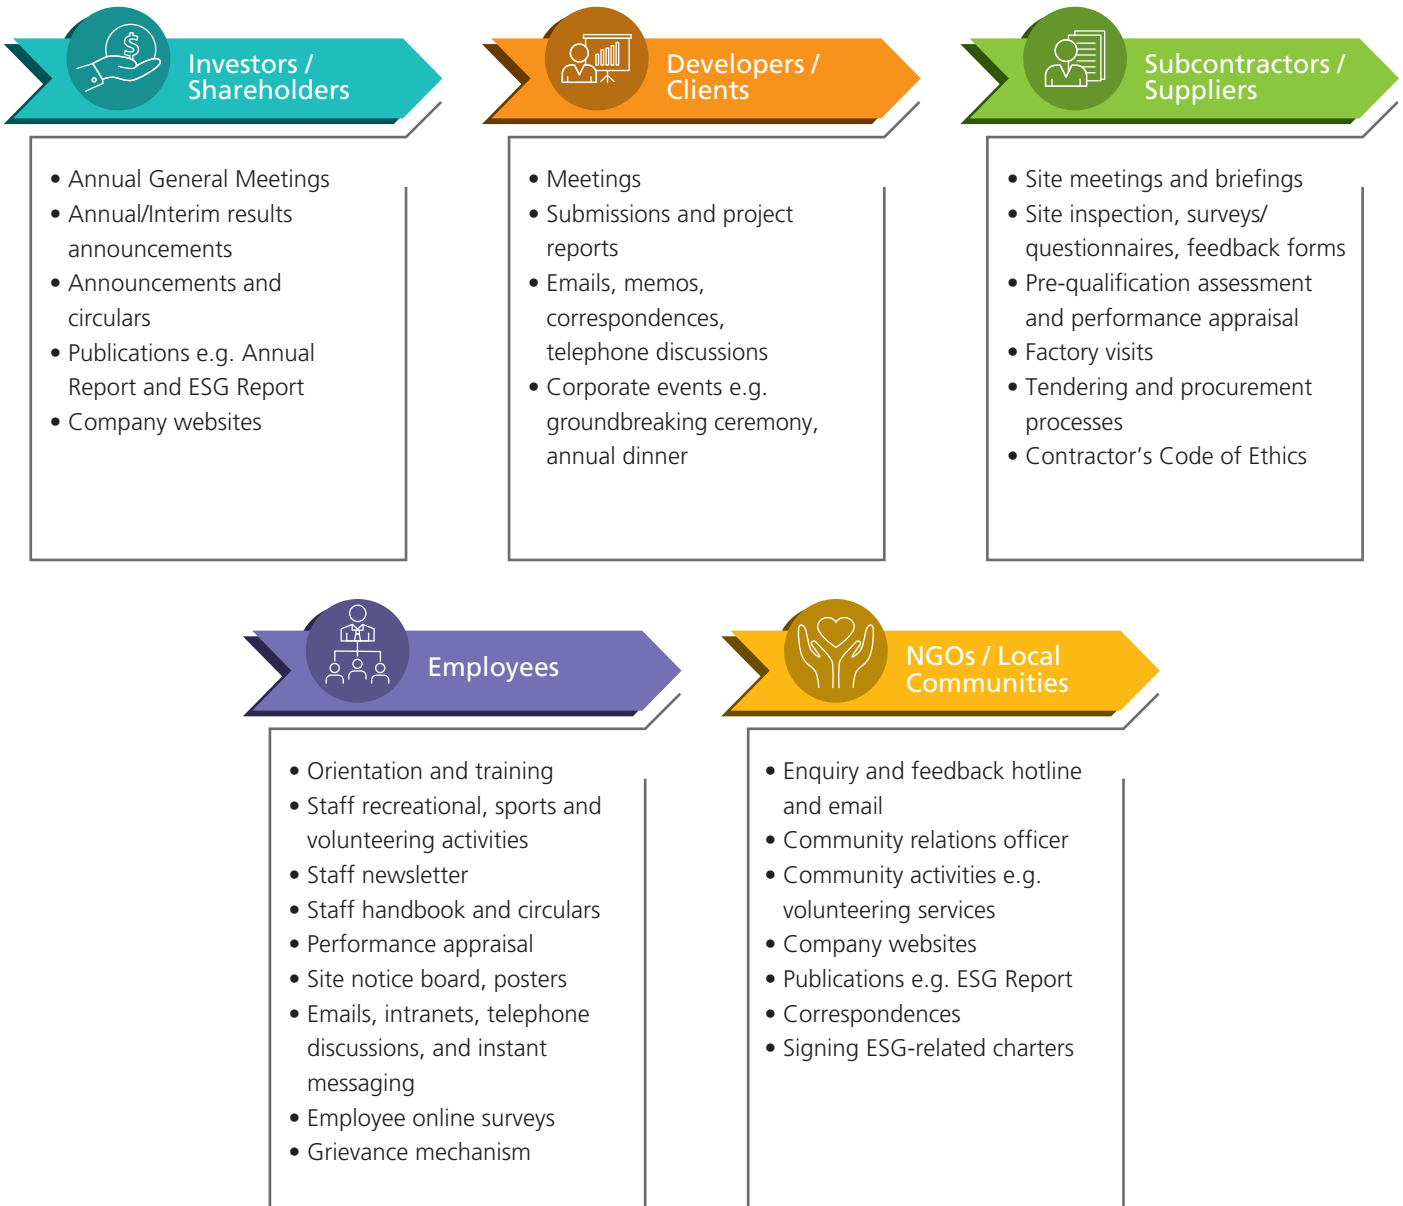 Investors /
Shareholders
• Annual General Meetings
• Annual/Interim results
announcements
• Announcements and
circulars
• Publications e.g. Annual
Report and ESG Report
• Company websites
Developers /
Clients
• Meetings
• Submissions and project
reports
• Emails, memos,
correspondences,
telephone discussions
• Corporate events e.g.
groundbreaking ceremony,
annual dinner
Subcontractors /
Suppliers
• Site meetings and briefings
• Site inspection, surveys/
questionnaires, feedback forms
• Pre-qualification assessment
and performance appraisal
• Factory visits
• Tendering and procurement
processes
• Contractor’s Code of Ethics
Employees
• Orientation and training
• Staff recreational, sports and
volunteering activities
• Staff newsletter
• Staff handbook and circulars
• Performance appraisal
• Site notice board, posters
• Emails, intranets, telephone
discussions, and instant
messaging
• Employee online surveys
• Grievance mechanism
NGOs / Local
Communities
• Enquiry and feedback hotline
and email
• Community relations officer
• Community activities e.g.
volunteering services
• Company websites
• Publications e.g. ESG Report
• Correspondences
• Signing ESG-related charters